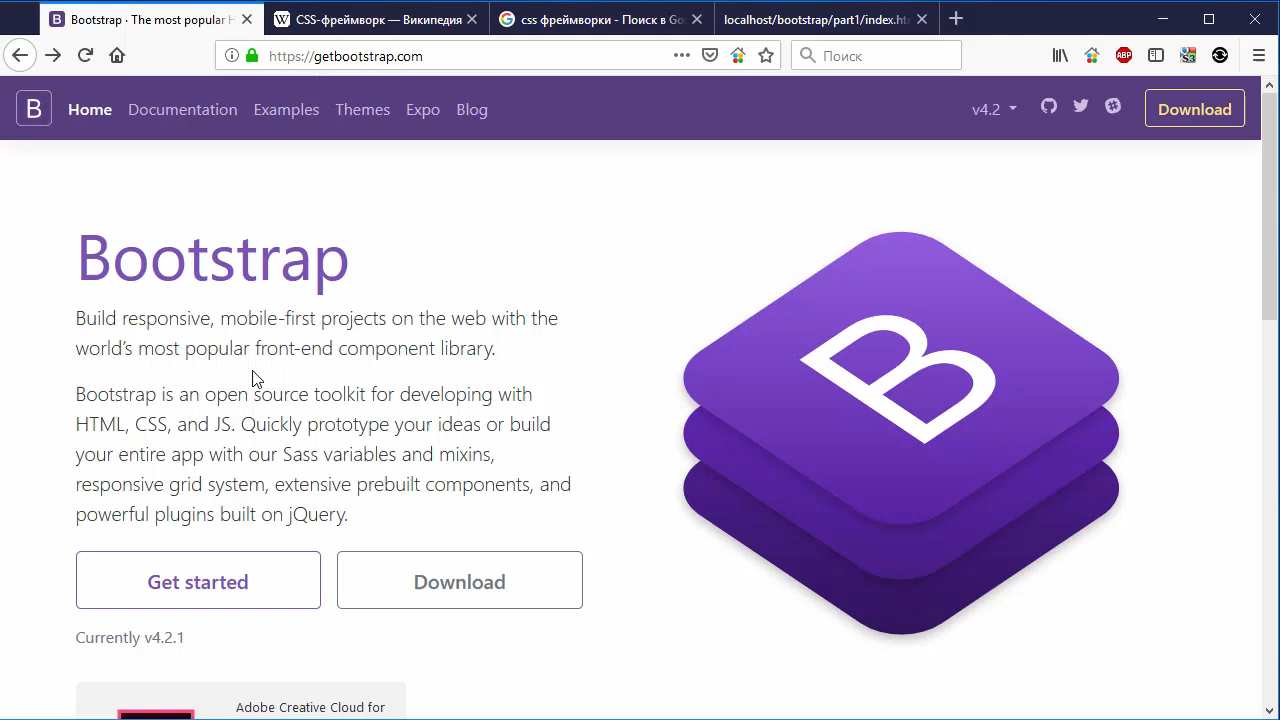 Bootstrap · The most popular H
CSS-фреймворк — Википедия
css фреймворки - Поиск в Go
localhost/bootstrap/part1/index.ht
https://getbootstrap.com
Поиск
ABP
B
Home
Documentation
Examples
Themes
Expo
Blog
v4.2
Download
Bootstrap
Build responsive, mobile-first projects on the web with the
world's most popular front-end component library.
Bootstrap is an open source toolkit for developing with
HTML, CSS, and JS. Quickly prototype your ideas or build
your entire app with our Sass variables and mixins,
responsive grid system, extensive prebuilt components, and
powerful plugins built on jQuery.
B
Get started
Download
Currently v4.2.1
Adobe Creative Cloud for